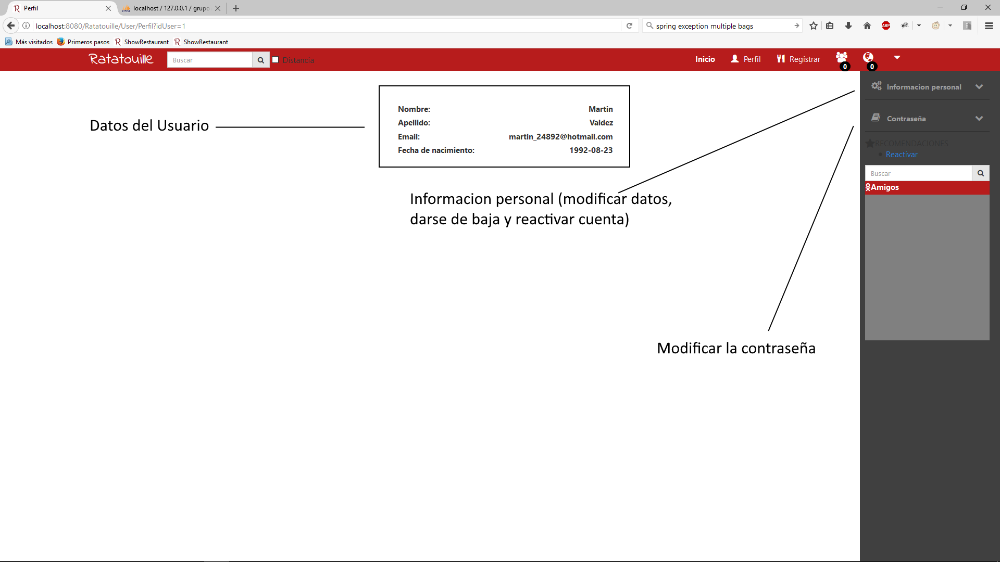 Perfil
localhost / 127.0.0.1 / grupo
localhost:8080/Ratatouille/User/Perfil?idUser=1
spring exception multiple bags
ABP
Más visitados
Primeros pasos
ShowRestaurant
ShowRestaurant
Ratatouille
Buscar
Distancia
Inicio
Perfil
Registrar
0
0
Informacion personal
Contraseña
RECOMENDACIONES
Reactivar
Buscar
Amigos
Nombre: Martin
Apellido: Valdez
Email: martin_24892@hotmail.com
Fecha de nacimiento: 1992-08-23
Datos del Usuario
Informacion personal (modificar datos,
darse de baja y reactivar cuenta)
Modificar la contraseña